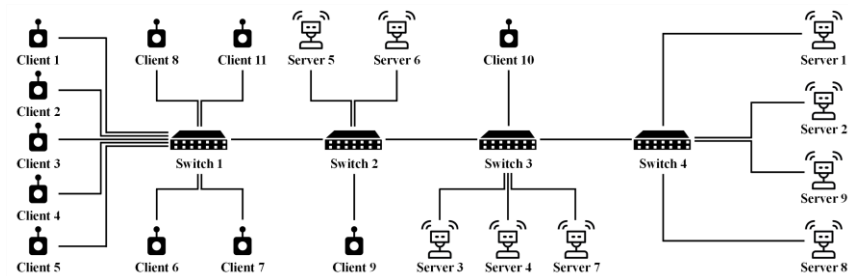 Client 1
Client 8 Client 11 Server 5 Server 6 Client 10 Server 1
Client 2
Server 2
Client 3
Switch 1 Switch 2 Switch 3 Switch 4
Server 9
Client 4
Client 5 Client 6 Client 7 Client 9 Server 3 Server 4 Server 7 Server 8